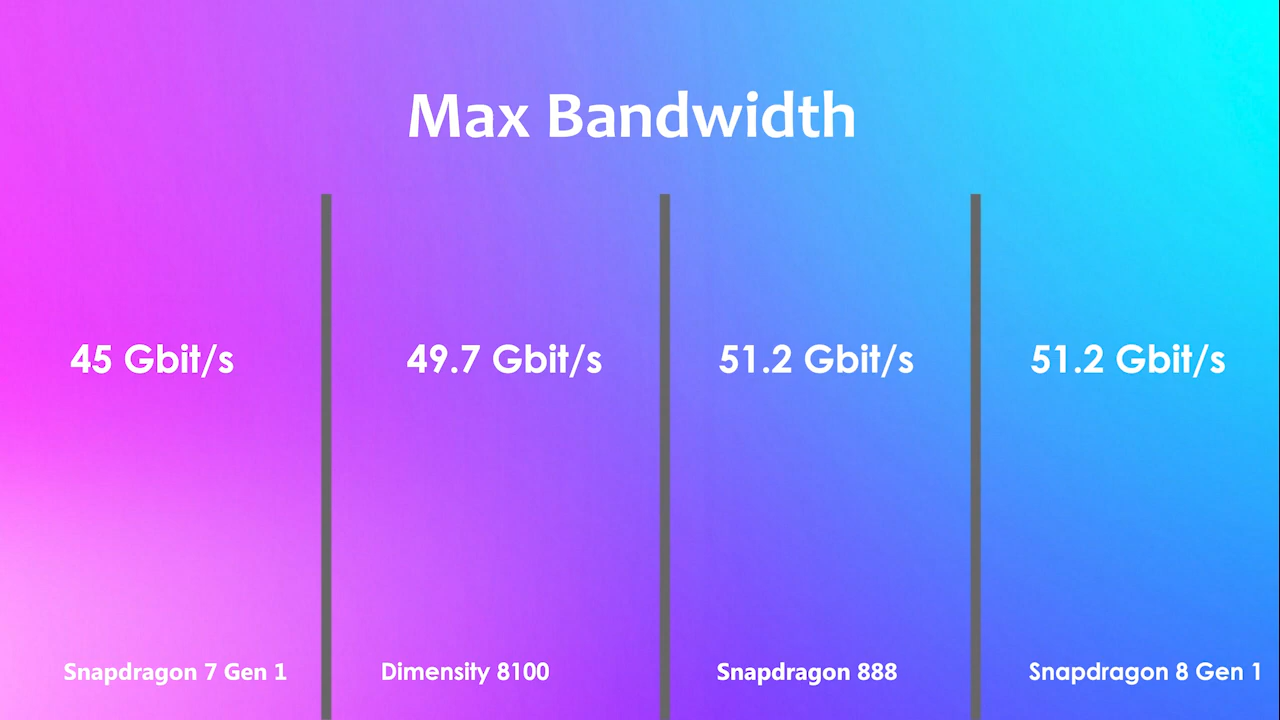 Max Bandwidth
45 Gbit/s
49.7 Gbit/s
51.2 Gbit/s
51.2 Gbit/s
Snapdragon 7 Gen 1
Dimensity 8100
Snapdragon 888
Snapdragon 8 Gen 1